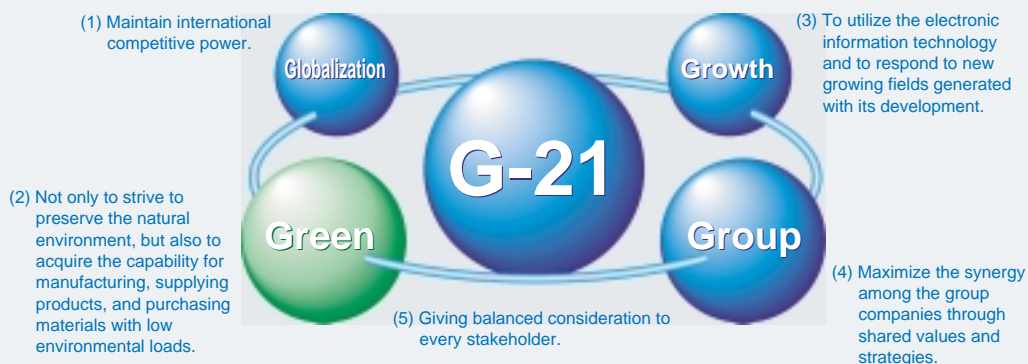 (1) Maintain international
competitive power.
Globalization
Growth
(3) To utilize the electronic
information technology
and to respond to new
growing fields generated
with its development.
G-21
(2) Not only to strive to
preserve the natural
environment, but also to
acquire the capability for
manufacturing, supplying
products, and purchasing
materials with low
environmental loads.
Green
Group
(4) Maximize the synergy
among the group
companies through
shared values and
strategies.
(5) Giving balanced consideration to
every stakeholder.